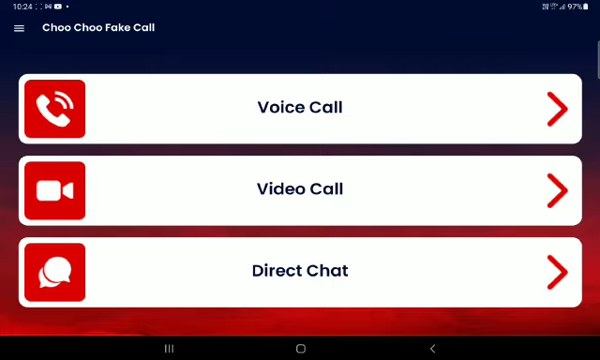 10:24
97%
Choo Choo Fake Call
Voice Call
Video Call
Direct Chat